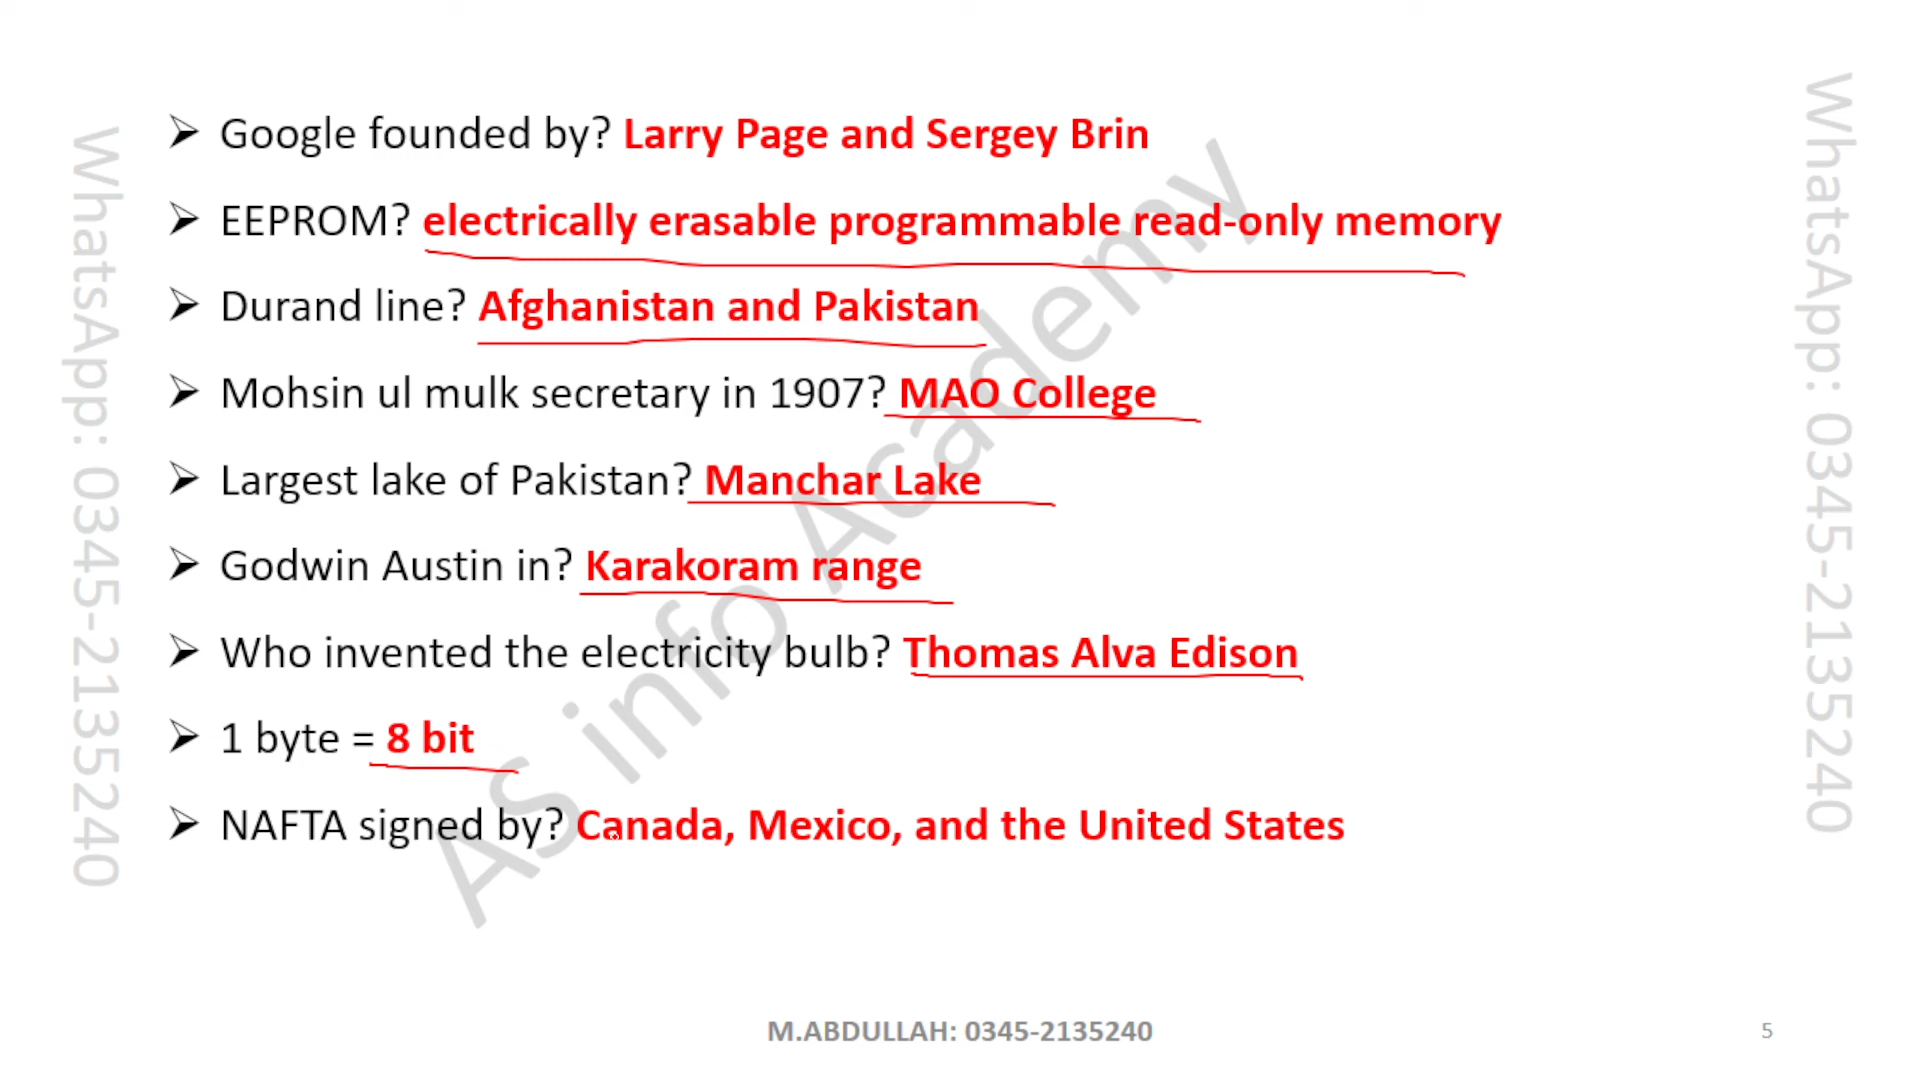 Google founded by? Larry Page and Sergey Brin
EEPROM? electrically erasable programmable read-only memory
Durand line? Afghanistan and Pakistan
Mohsin ul mulk secretary in 1907? MAO College
Largest lake of Pakistan? Manchar Lake
Godwin Austin in? Karakoram range
Who invented the electricity bulb? Thomas Alva Edison
1 byte = 8 bit
NAFTA signed by? Canada, Mexico, and the United States
WhatsApp: 0345-2135240
AS info Academy
WhatsApp: 0345-2135240
M.ABDULLAH: 0345-2135240
5